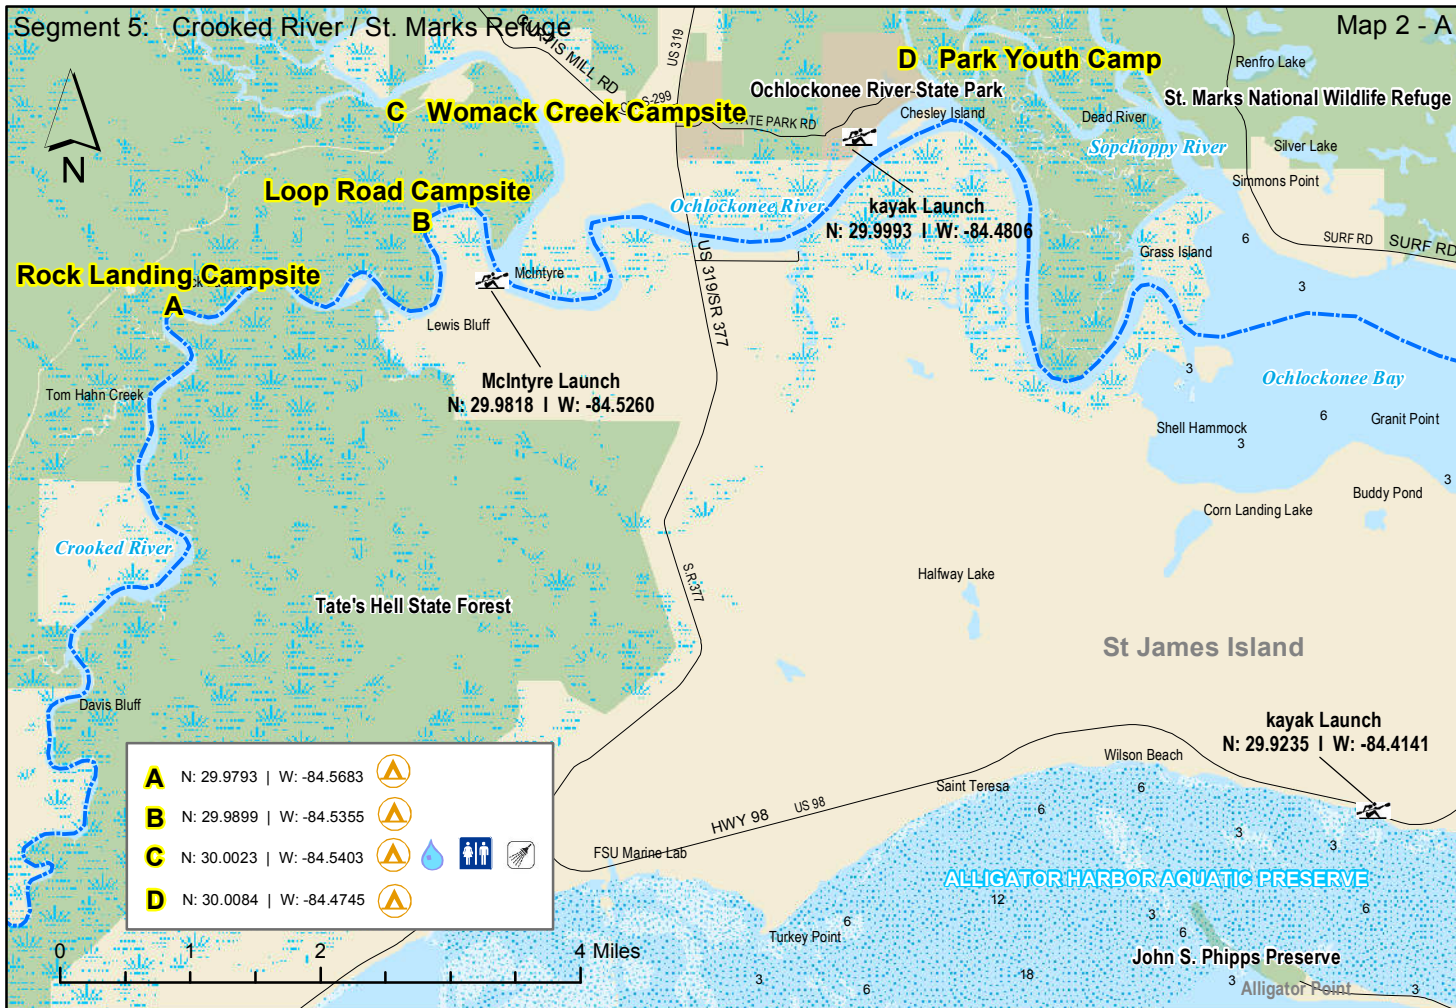 Segment 5: Crooked River / St. Marks Refuge
Map 2 - A
CURTIS MILL RD
US 319
D Park Youth Camp
Renfro Lake
Ochlockonee River State Park
St. Marks National Wildlife Refuge
C Womack Creek Campsite
Chesley Island
Dead River
STATE PARK RD
Sopchoppy River
Silver Lake
N
Simmons Point
Loop Road Campsite
B
Ochlockonee River
kayak Launch
N: 29.9993 I W: -84.4806
6
SURF RD
SURF RD
Grass Island
Rock Landing Campsite
A
McIntyre
3
US 319/SR 377
Lewis Bluff
3
McIntyre Launch
N: 29.9818 I W: -84.5260
Ochlockonee Bay
Tom Hahn Creek
6
Granit Point
Shell Hammock
3
3
Buddy Pond
Corn Landing Lake
Crooked River
S.R.377
Halfway Lake
Tate's Hell State Forest
St James Island
Davis Bluff
kayak Launch
N: 29.9235 I W: -84.4141
Wilson Beach
Saint Teresa
6
6
HWY 98
US 98
3
3
FSU Marine Lab
ALLIGATOR HARBOR AQUATIC PRESERVE
12
3
6
6
6
Turkey Point
John S. Phipps Preserve
3
18
3
Alligator Point
3
6
A N: 29.9793 | W: -84.5683
B N: 29.9899 | W: -84.5355
C N: 30.0023 | W: -84.5403
D N: 30.0084 | W: -84.4745
0 1 2 4 Miles